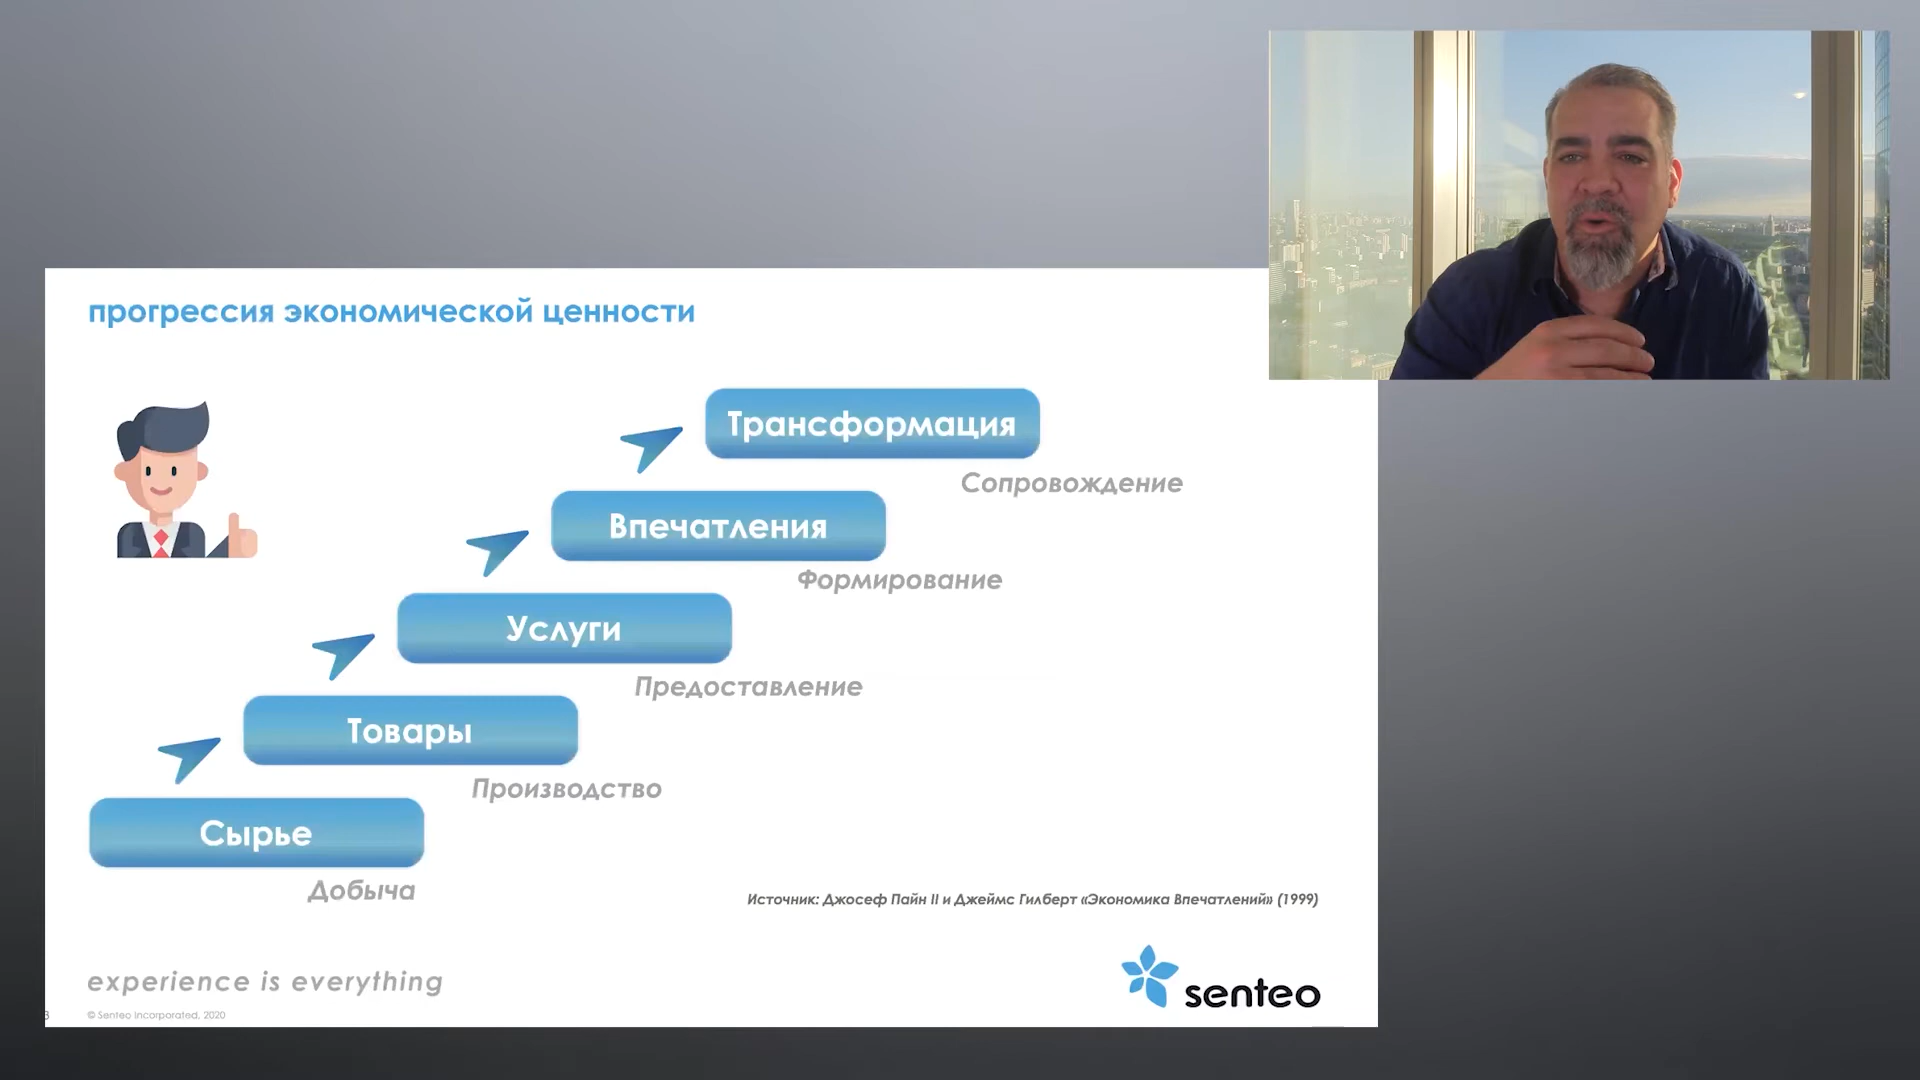 прогрессия экономической ценности
Трансформация
Сопровождение
Впечатления
Формирование
Услуги
Предоставление
Товары
Производство
Сырье
Добыча
Источник: Джосеф Пайн II и Джеймс Гилберт «Экономика Впечатлений» (1999)
experience is everything
senteo
3
© Senteo Incorporated, 2020